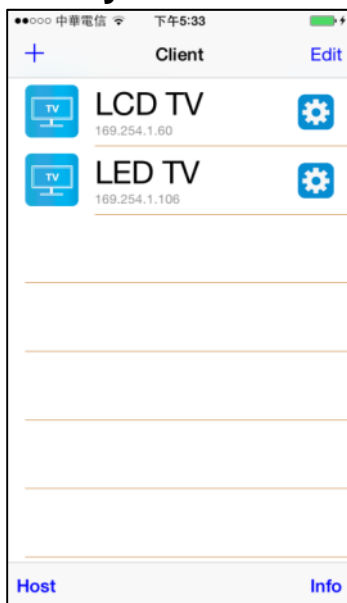 中華電信 下午5:33
+ Client Edit
TV LCD TV
169.254.1.60
TV LED TV
169.254.1.106
Host Info